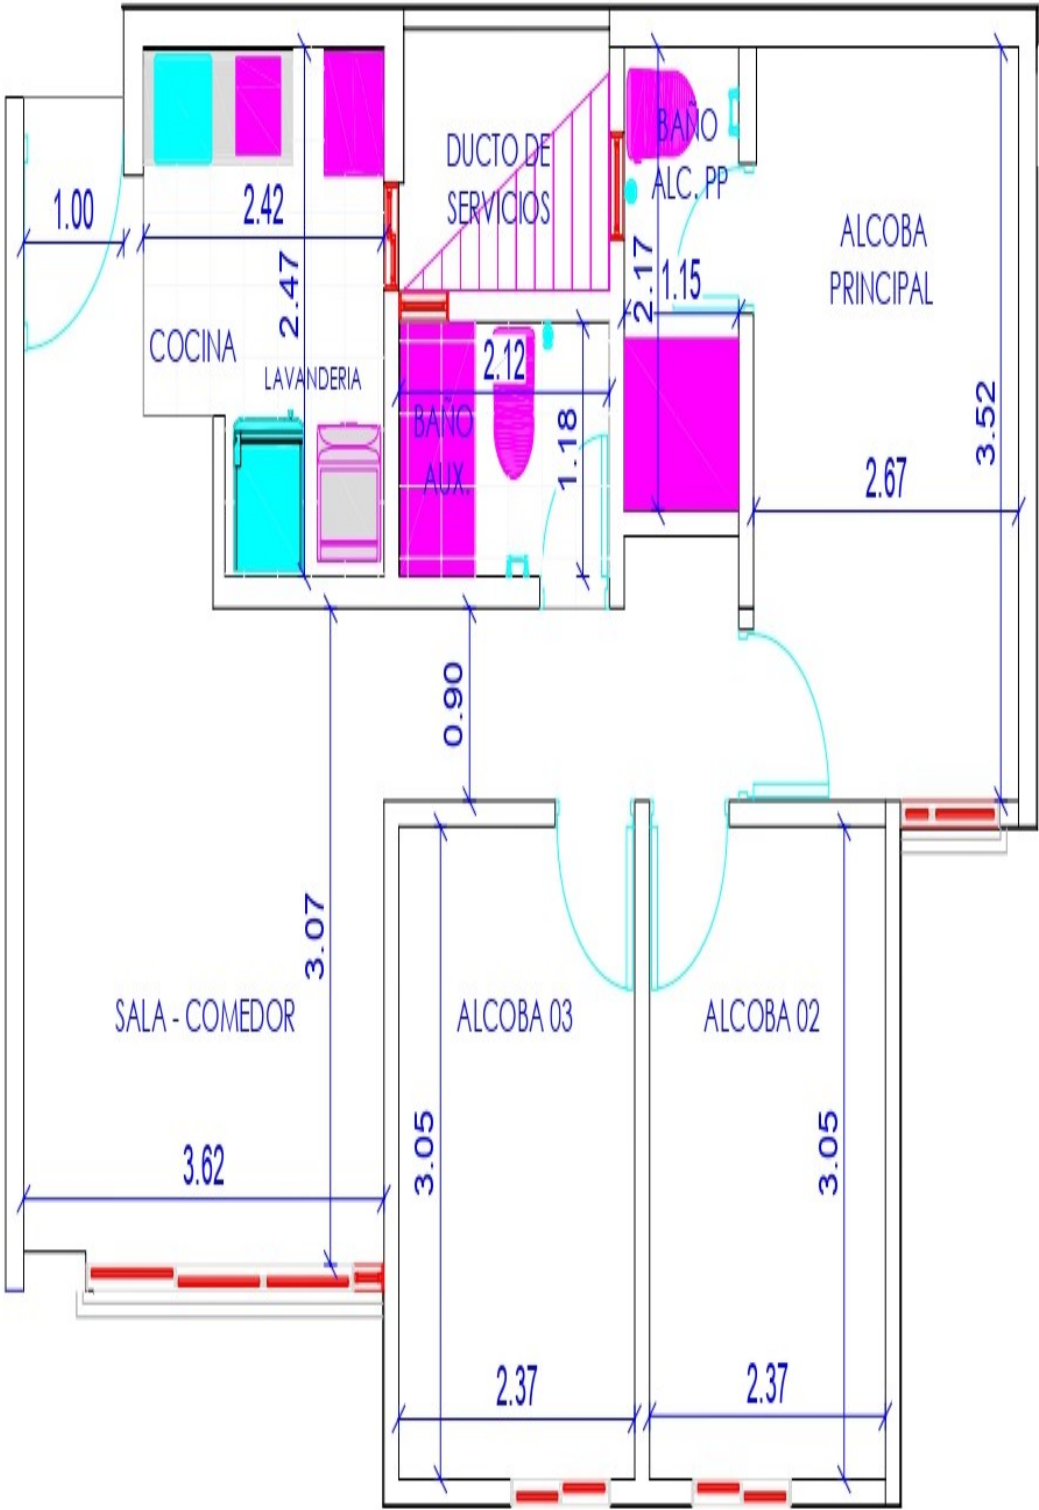 DUCTO DE
SERVICIOS
BAÑO
ALC. PP
1.00
2.42
2.47
2.17
1.15
ALCOBA
PRINCIPAL
COCINA
LAVANDERIA
2.12
BAÑO
AUX.
1.18
3.52
2.67
0.90
3.07
SALA - COMEDOR
ALCOBA 03
ALCOBA 02
3.05
3.05
3.62
2.37
2.37